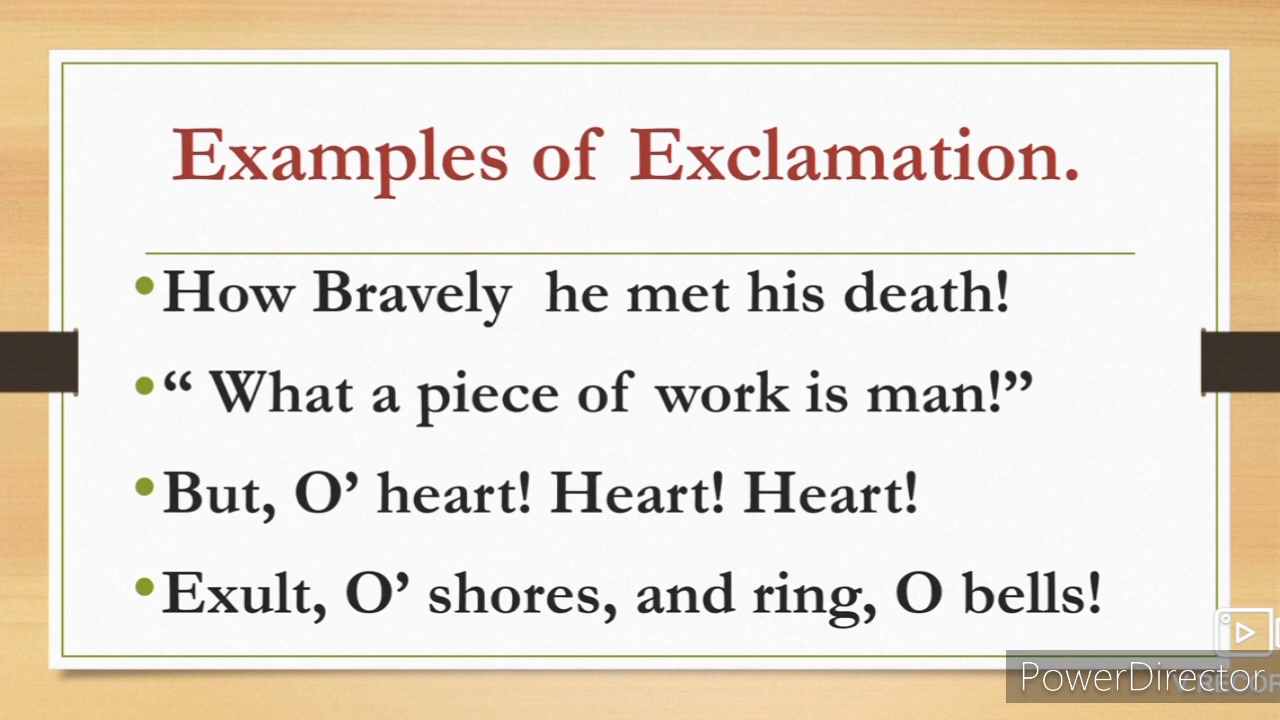 Examples of Exclamation.
• How Bravely he met his death!
• “ What a piece of work is man!”
• But, O’ heart! Heart! Heart!
• Exult, O’ shores, and ring, O bells!
PowerDirector